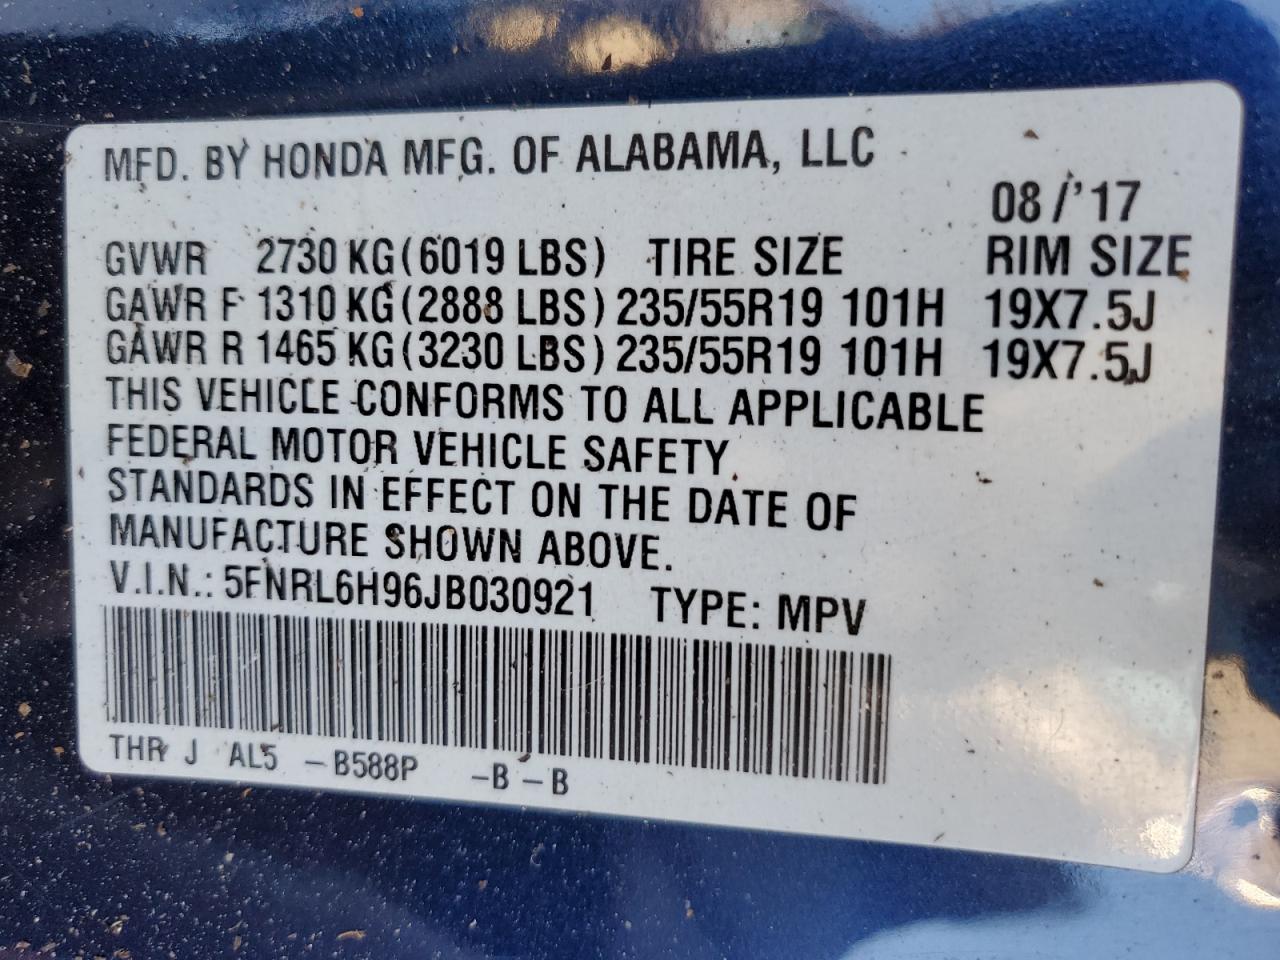 MFD. BY HONDA MFG. OF ALABAMA, LLC
08/'17
GVWR 2730 KG(6019 LBS) TIRE SIZE RIM SIZE
GAWR F 1310 KG(2888 LBS) 235/55R19 101H 19X7.5J
GAWR R 1465 KG(3230 LBS) 235/55R19 101H 19X7.5J
THIS VEHICLE CONFORMS TO ALL APPLICABLE
FEDERAL MOTOR VEHICLE SAFETY
STANDARDS IN EFFECT ON THE DATE OF
MANUFACTURE SHOWN ABOVE.
V.I.N.: 5FNRL6H96JB030921 TYPE: MPV
THR J AL5 -B588P -B-B